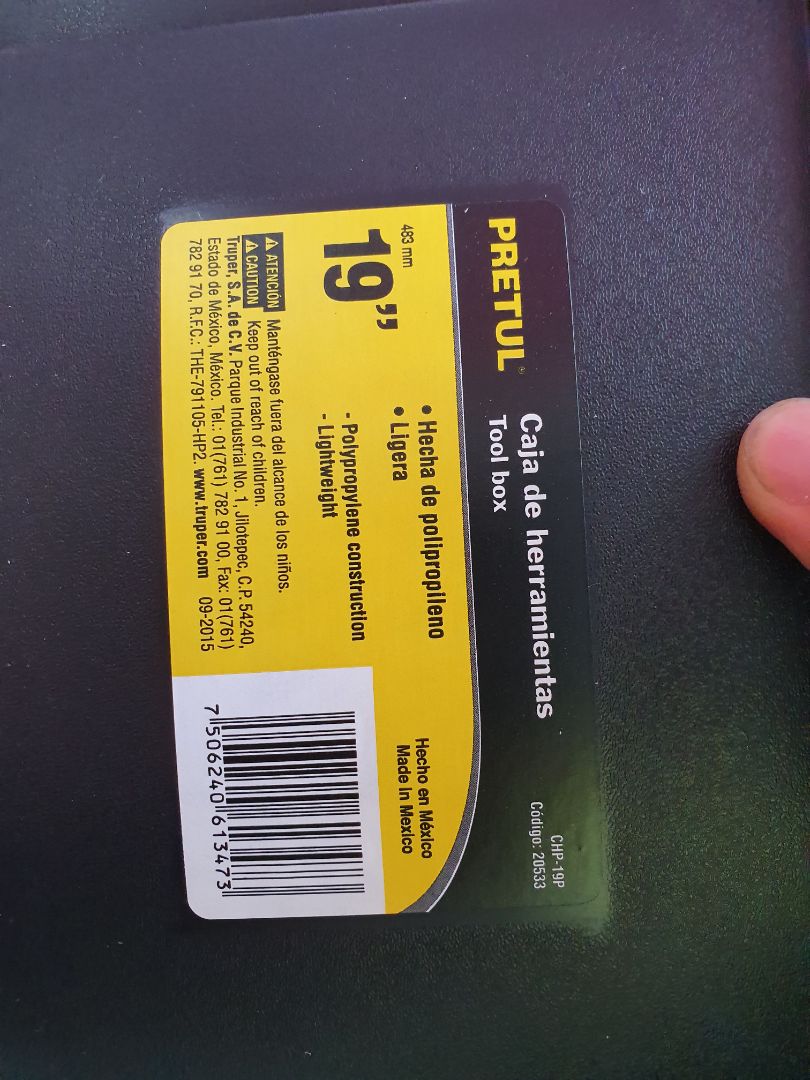 PRETUL®
Caja de herramientas
Tool box
CHP-19P
Código: 20533
483 mm
19”
• Hecha de polipropileno
• Ligera
- Polypropylene construction
- Lightweight
Hecho en México
Made in Mexico
ATENCIÓN Manténgase fuera del alcance de los niños.
CAUTION Keep out of reach of children.
Truper, S.A. de C.V. Parque Industrial No. 1, Jilotepec, C.P. 54240,
Estado de México, México. Tel.: 01(761) 782 91 00, Fax: 01(761)
782 91 70, R.F.C.: THE-791105-HP2. www.truper.com 09-2015
7 506240 613473